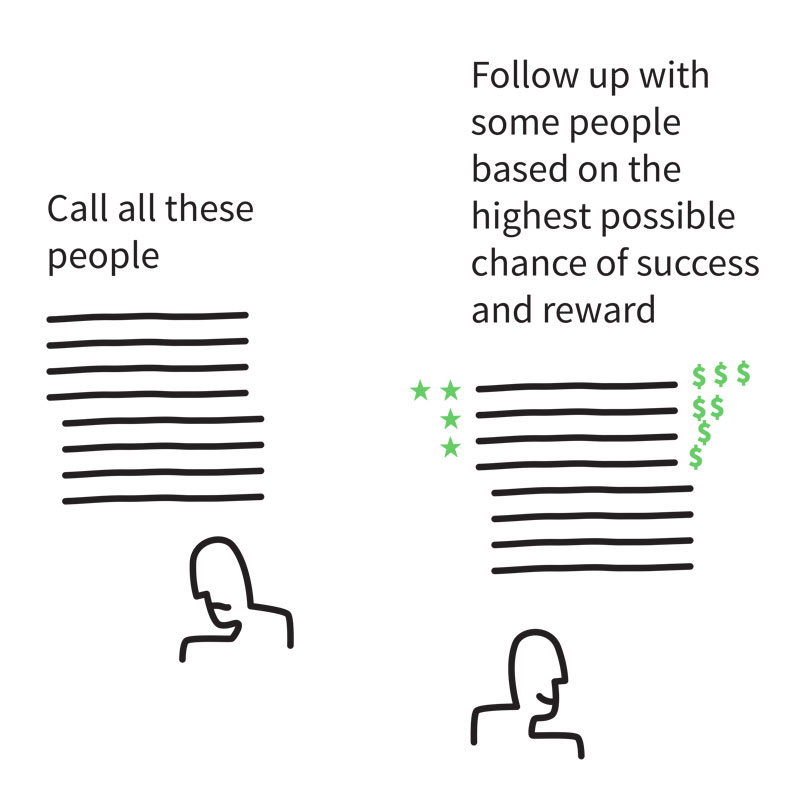 Call all these
people
Follow up with
some people
based on the
highest possible
chance of success
and reward
$ $ $
$$
$
$